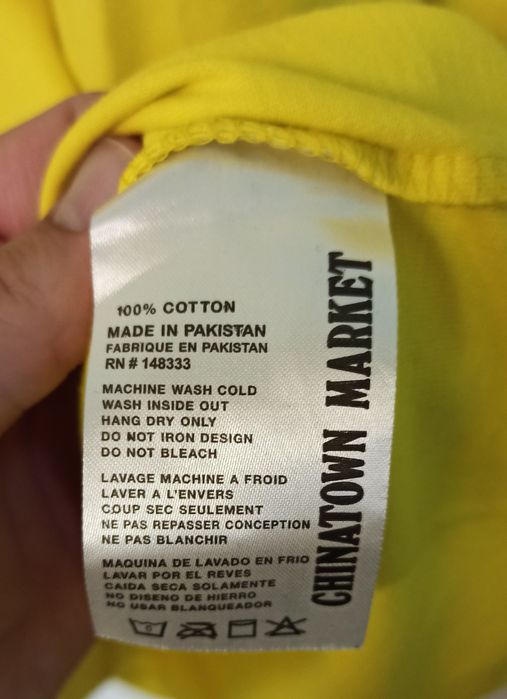 100% COTTON
MADE IN PAKISTAN
FABRIQUE EN PAKISTAN
RN # 148333
MACHINE WASH COLD
WASH INSIDE OUT
HANG DRY ONLY
DO NOT IRON DESIGN
DO NOT BLEACH
LAVAGE MACHINE A FROID
LAVER A L'ENVERS
COUP SEC SEULEMENT
NE PAS REPASSER CONCEPTION
NE PAS BLANCHIR
MAQUINA DE LAVADO EN FRIO
LAVAR POR EL REVES
CAIDA SECA SOLAMENTE
NO DISENO DE HIERRO
NO USAR BLANQUEADOR
CHINATOWN MARKET